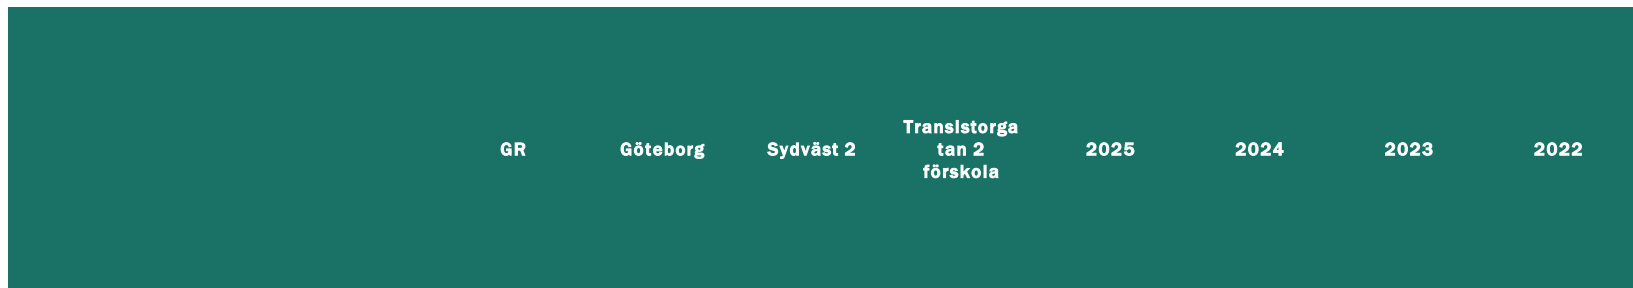 GR
Göteborg
Sydväst 2
Transistorga
tan 2
förskola
2025
2024
2023
2022